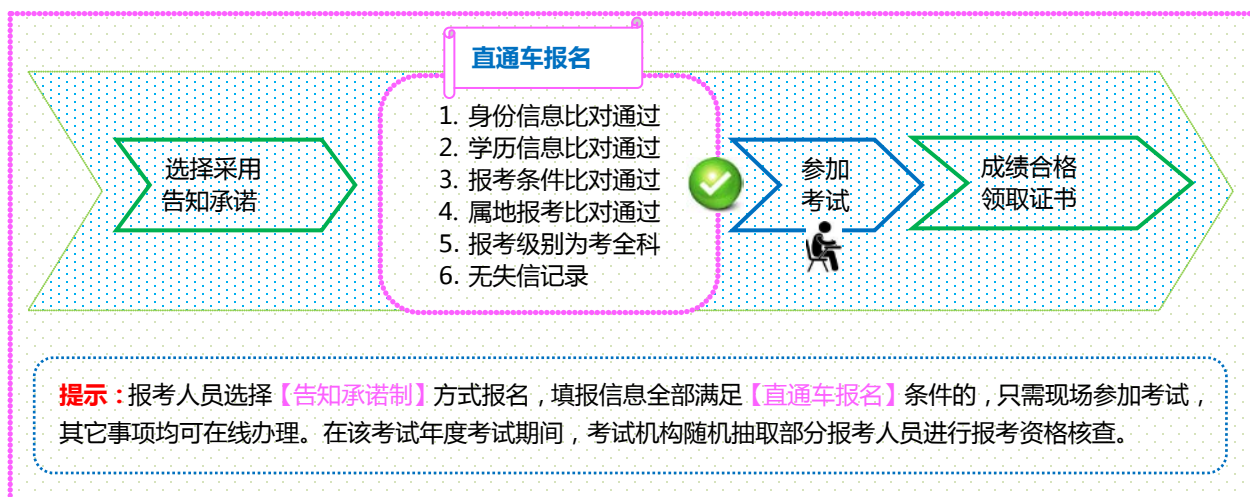 直通车报名
选择采用
告知承诺
1. 身份信息比对通过
2. 学历信息比对通过
3. 报考条件比对通过
4. 属地报考比对通过
5. 报考级别为考全科
6. 无失信记录
参加
考试
成绩合格
领取证书
提示：报考人员选择【告知承诺制】方式报名，填报信息全部满足【直通车报名】条件的，只需现场参加考试，
其它事项均可在线办理。在该考试年度考试期间，考试机构随机抽取部分报考人员进行报考资格核查。